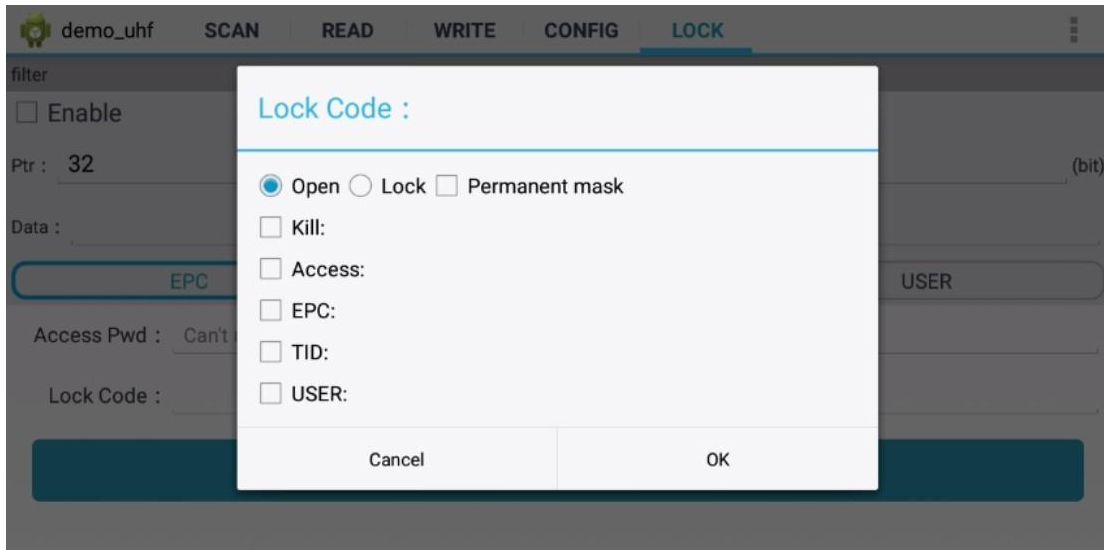 demo_uhf SCAN READ WRITE CONFIG LOCK
filter
Enable
Ptr : 32 (bit)
Data :
EPC USER
Access Pwd : Can't
Lock Code :
Lock Code :
Open Lock Permanent mask
Kill:
Access:
EPC:
TID:
USER:
Cancel OK